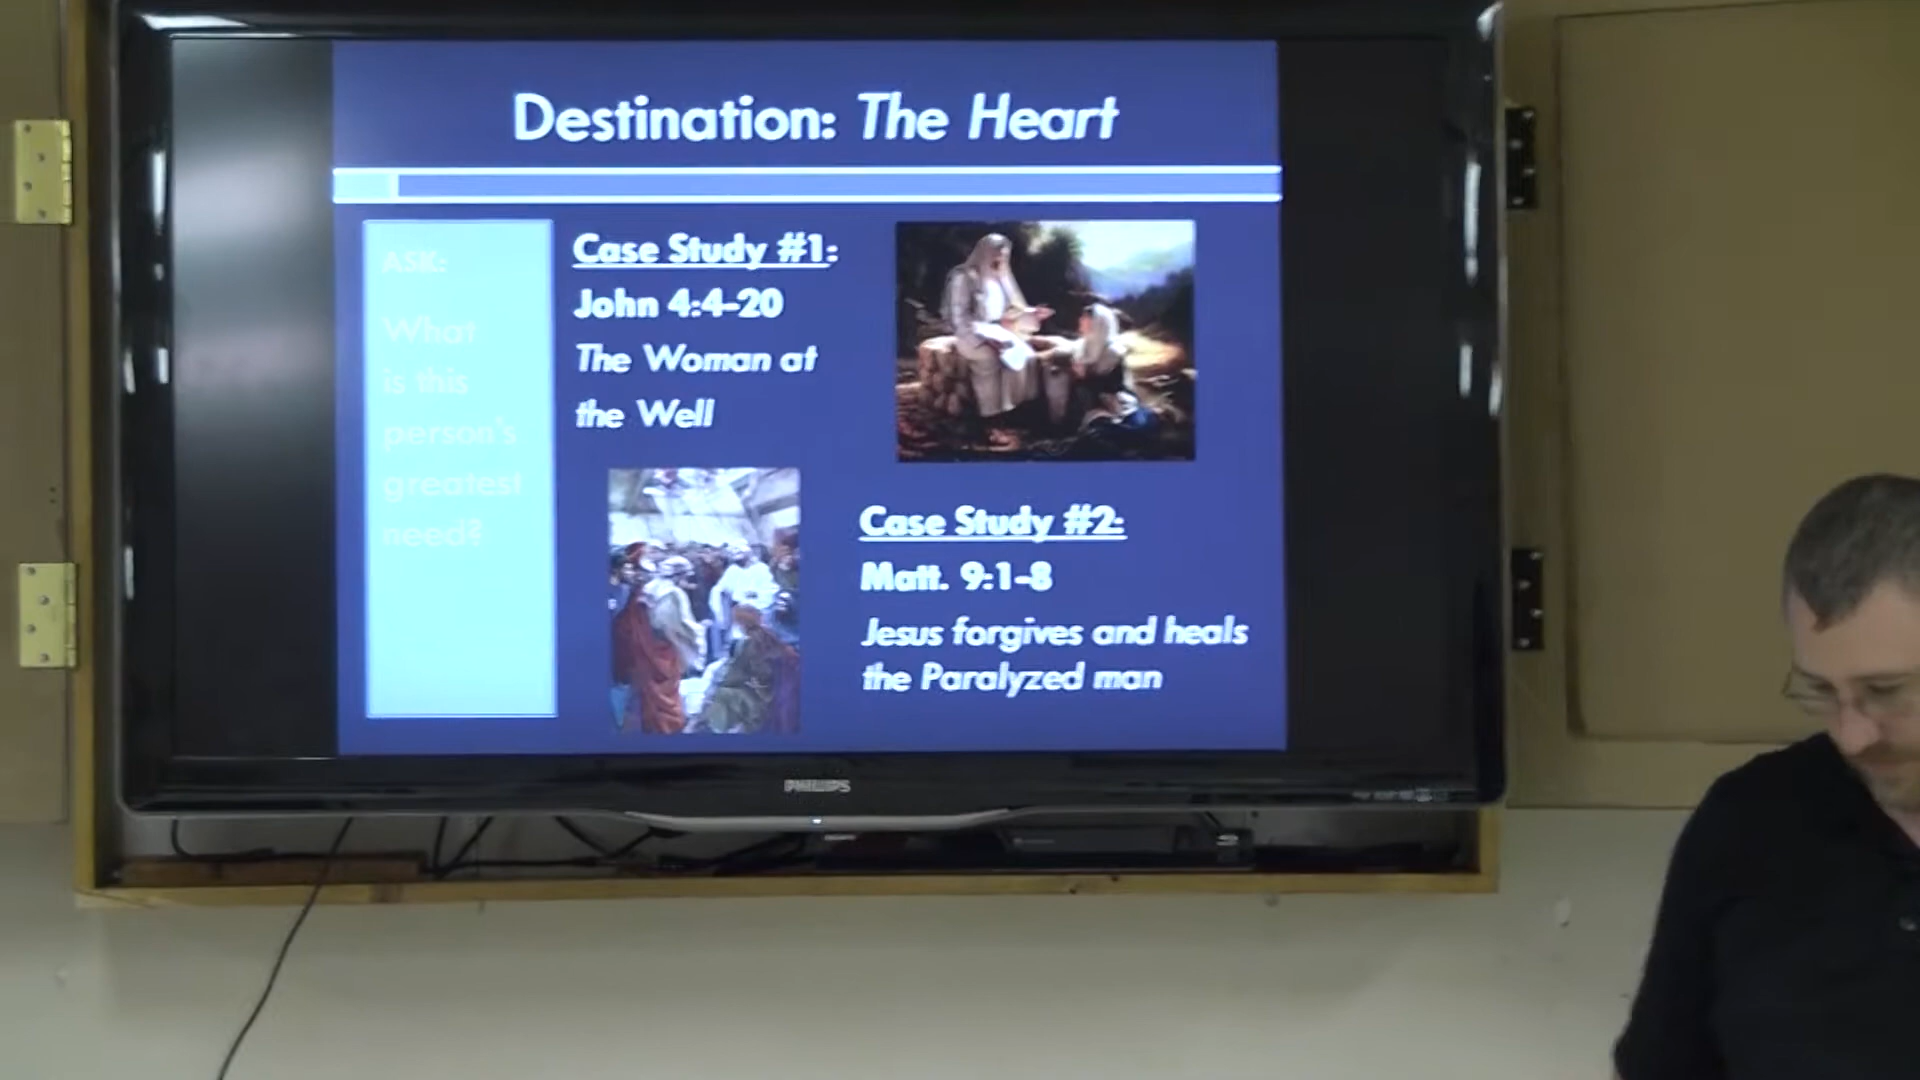 Destination: The Heart
ASK:
What
is this
person's
greatest
need?
Case Study #1:
John 4:4-20
The Woman at
the Well
Case Study #2:
Matt. 9:1-8
Jesus forgives and heals
the Paralyzed man
PHILIPS